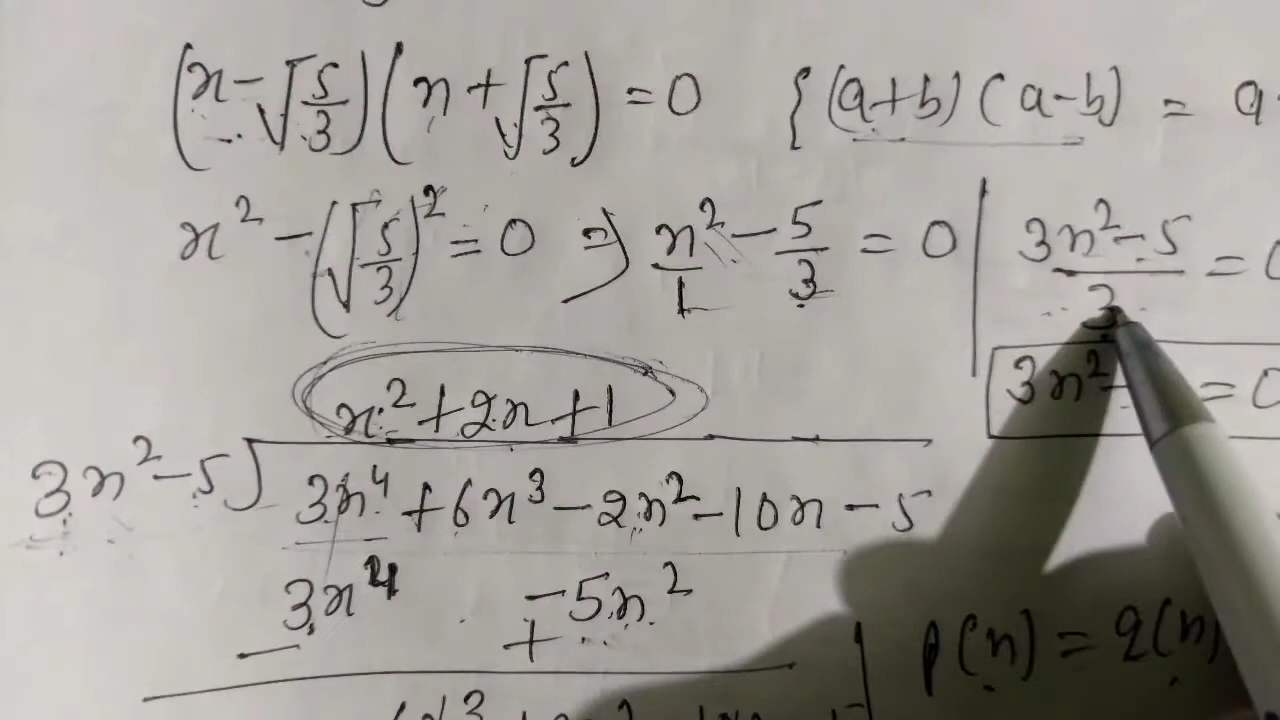 (x-√5/3)(x+√5/3)=0 {(a+b)(a-b) = a
x²-(√5/3)²=0 ⇒ x²/1 - 5/3 = 0 | 3x²-5/3 =
3x²- = 0
x²+2x+1
3x²-5) 3x⁴+6x³-2x²-10x-5
3x⁴ -5x²
- +
p(x) = q(x)